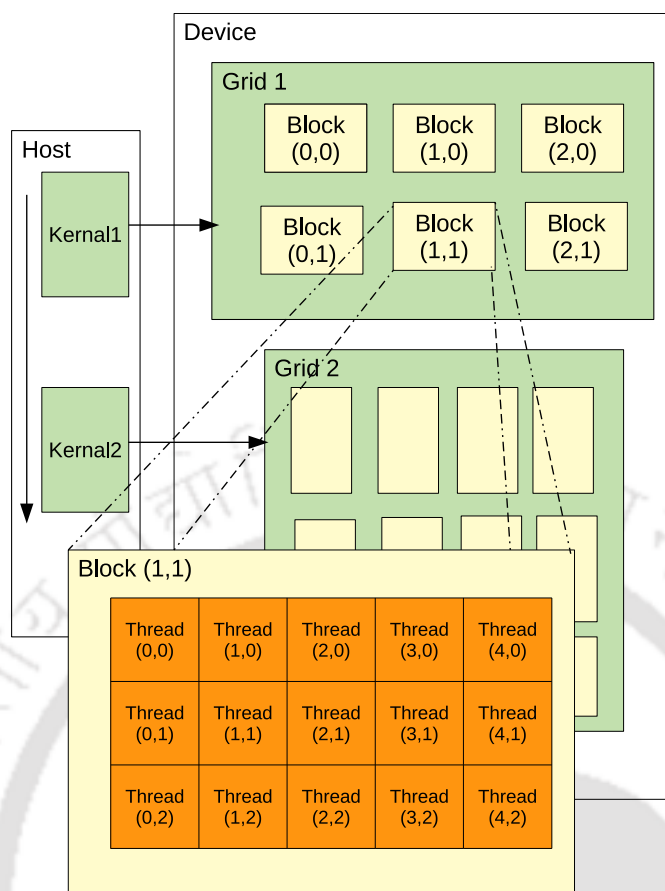 Device
Grid 1
Block
(0,0)
Block
(1,0)
Block
(2,0)
Host
Kernal1
Block
(0,1)
Block
(1,1)
Block
(2,1)
Grid 2
Kernal2
Block (1,1)
Thread
(0,0)
Thread
(1,0)
Thread
(2,0)
Thread
(3,0)
Thread
(4,0)
Thread
(0,1)
Thread
(1,1)
Thread
(2,1)
Thread
(3,1)
Thread
(4,1)
Thread
(0,2)
Thread
(1,2)
Thread
(2,2)
Thread
(3,2)
Thread
(4,2)